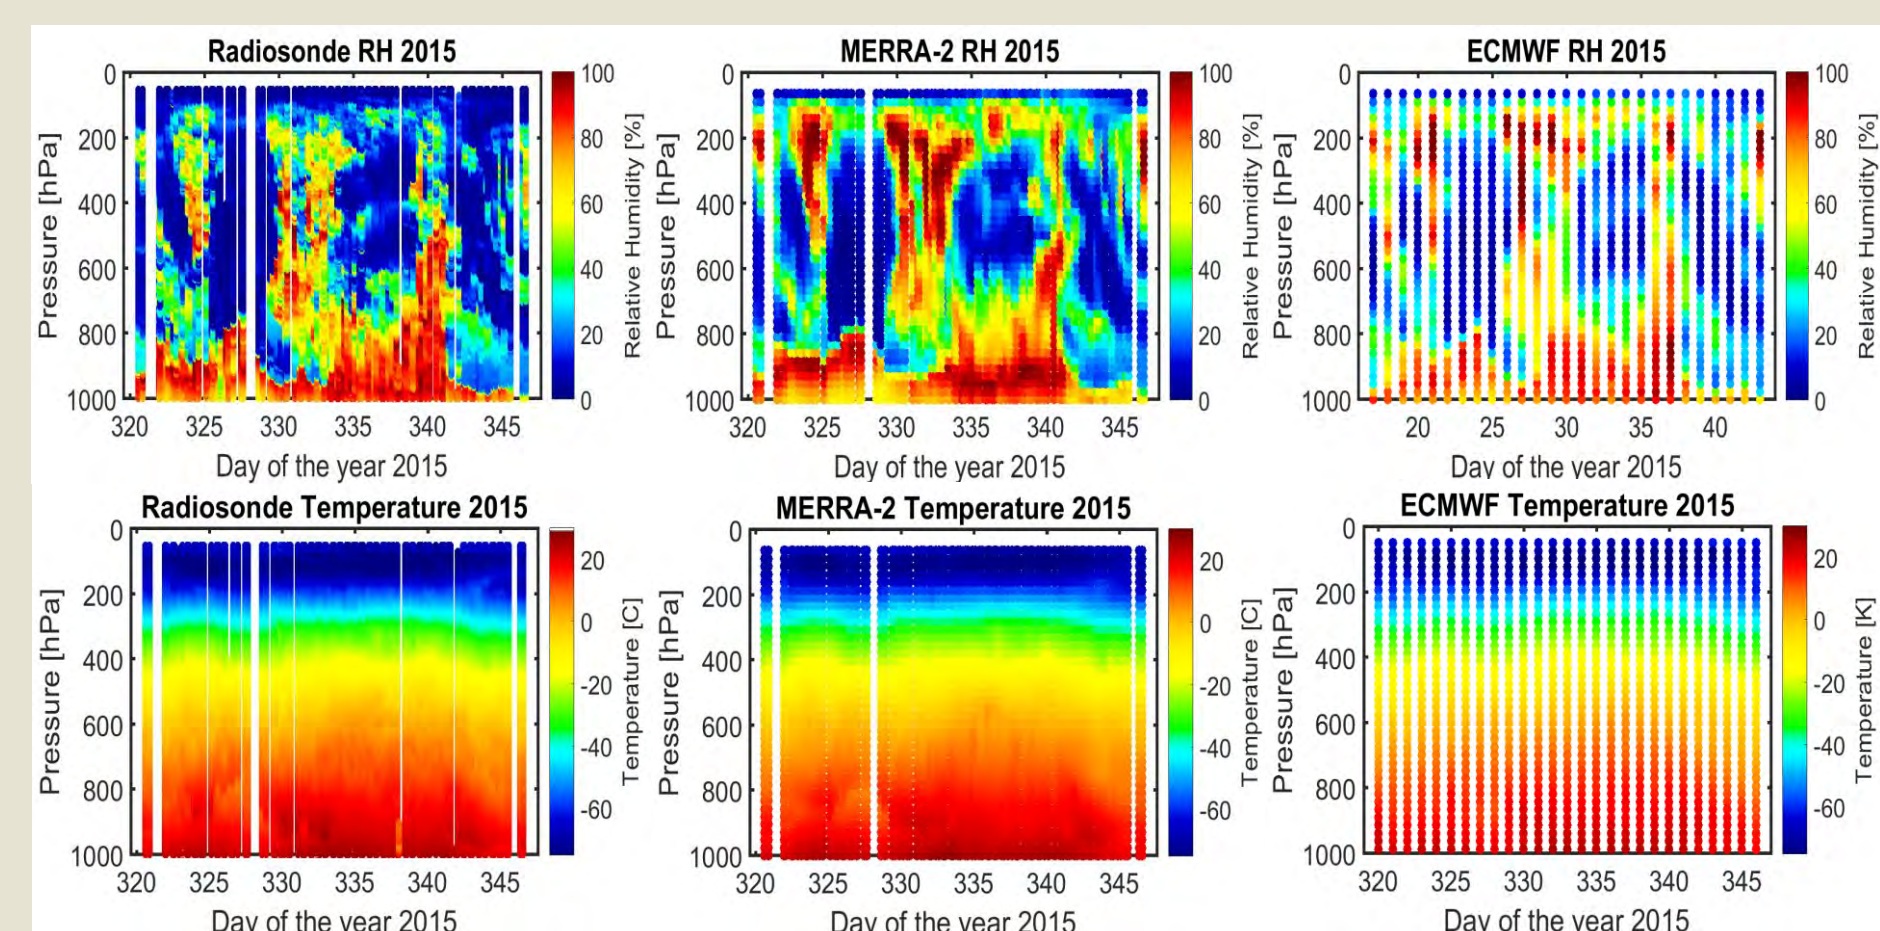 Radiosonde RH 2015
0
200
400
600
800
1000
Pressure [hPa]
320 325 330 335 340 345
Day of the year 2015
100
80
60
40
20
0
Relative Humidity [%]
MERRA-2 RH 2015
0
200
400
600
800
1000
Pressure [hPa]
320 325 330 335 340 345
Day of the year 2015
100
80
60
40
20
0
Relative Humidity [%]
ECMWF RH 2015
0
200
400
600
800
1000
Pressure [hPa]
20 25 30 35 40
Day of the year 2015
100
80
60
40
20
0
Relative Humidity [%]
Radiosonde Temperature 2015
0
200
400
600
800
1000
Pressure [hPa]
320 325 330 335 340 345
Day of the year 2015
20
0
-20
-40
-60
Temperature [C]
MERRA-2 Temperature 2015
0
200
400
600
800
1000
Pressure [hPa]
320 325 330 335 340 345
Day of the year 2015
20
0
-20
-40
-60
Temperature [C]
ECMWF Temperature 2015
0
200
400
600
800
1000
Pressure [hPa]
320 325 330 335 340 345
Day of the year 2015
20
0
-20
-40
-60
Temperature [K]